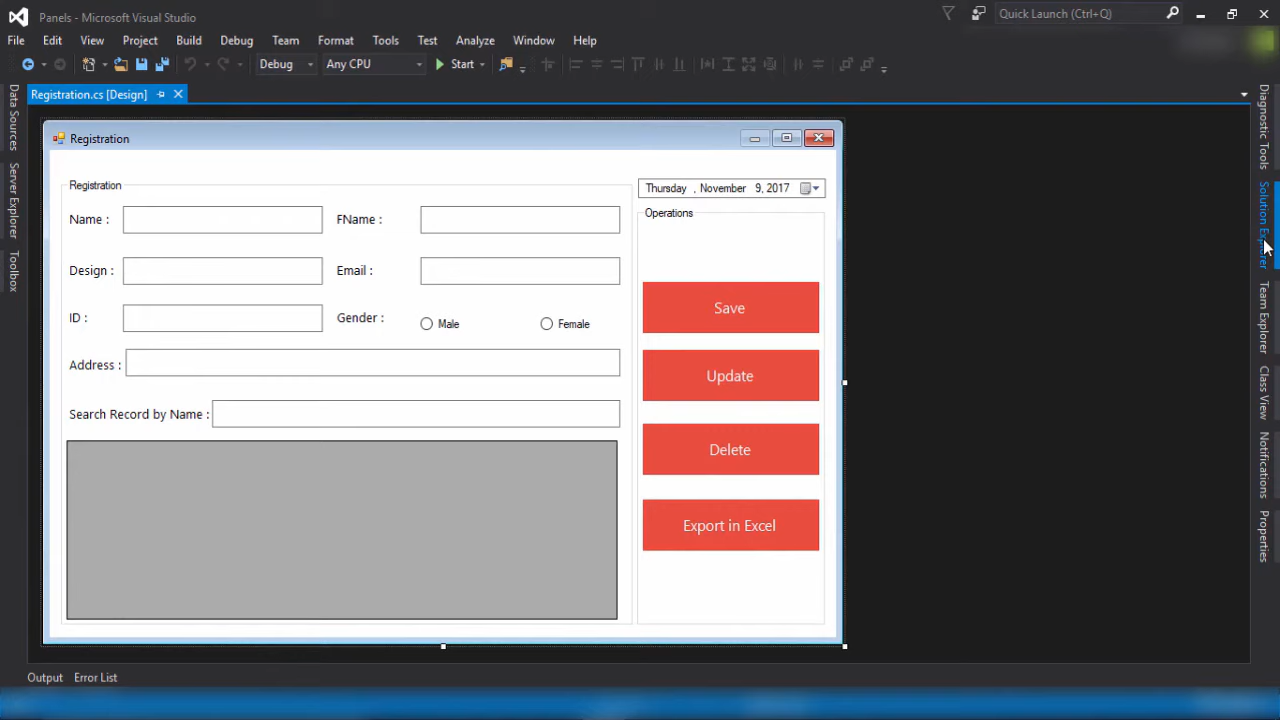 Panels - Microsoft Visual Studio
Quick Launch (Ctrl+Q)
File Edit View Project Build Debug Team Format Tools Test Analyze Window Help
Debug Any CPU Start
Registration.cs [Design]
Data Sources
Server Explorer
Toolbox
Registration
Registration
Thursday , November 9, 2017
Name : FName :
Operations
Design : Email :
ID : Gender : Male Female
Save
Address :
Update
Search Record by Name :
Delete
Export in Excel
Diagnostic Tools
Solution Explorer
Team Explorer
Class View
Notifications
Properties
Output Error List